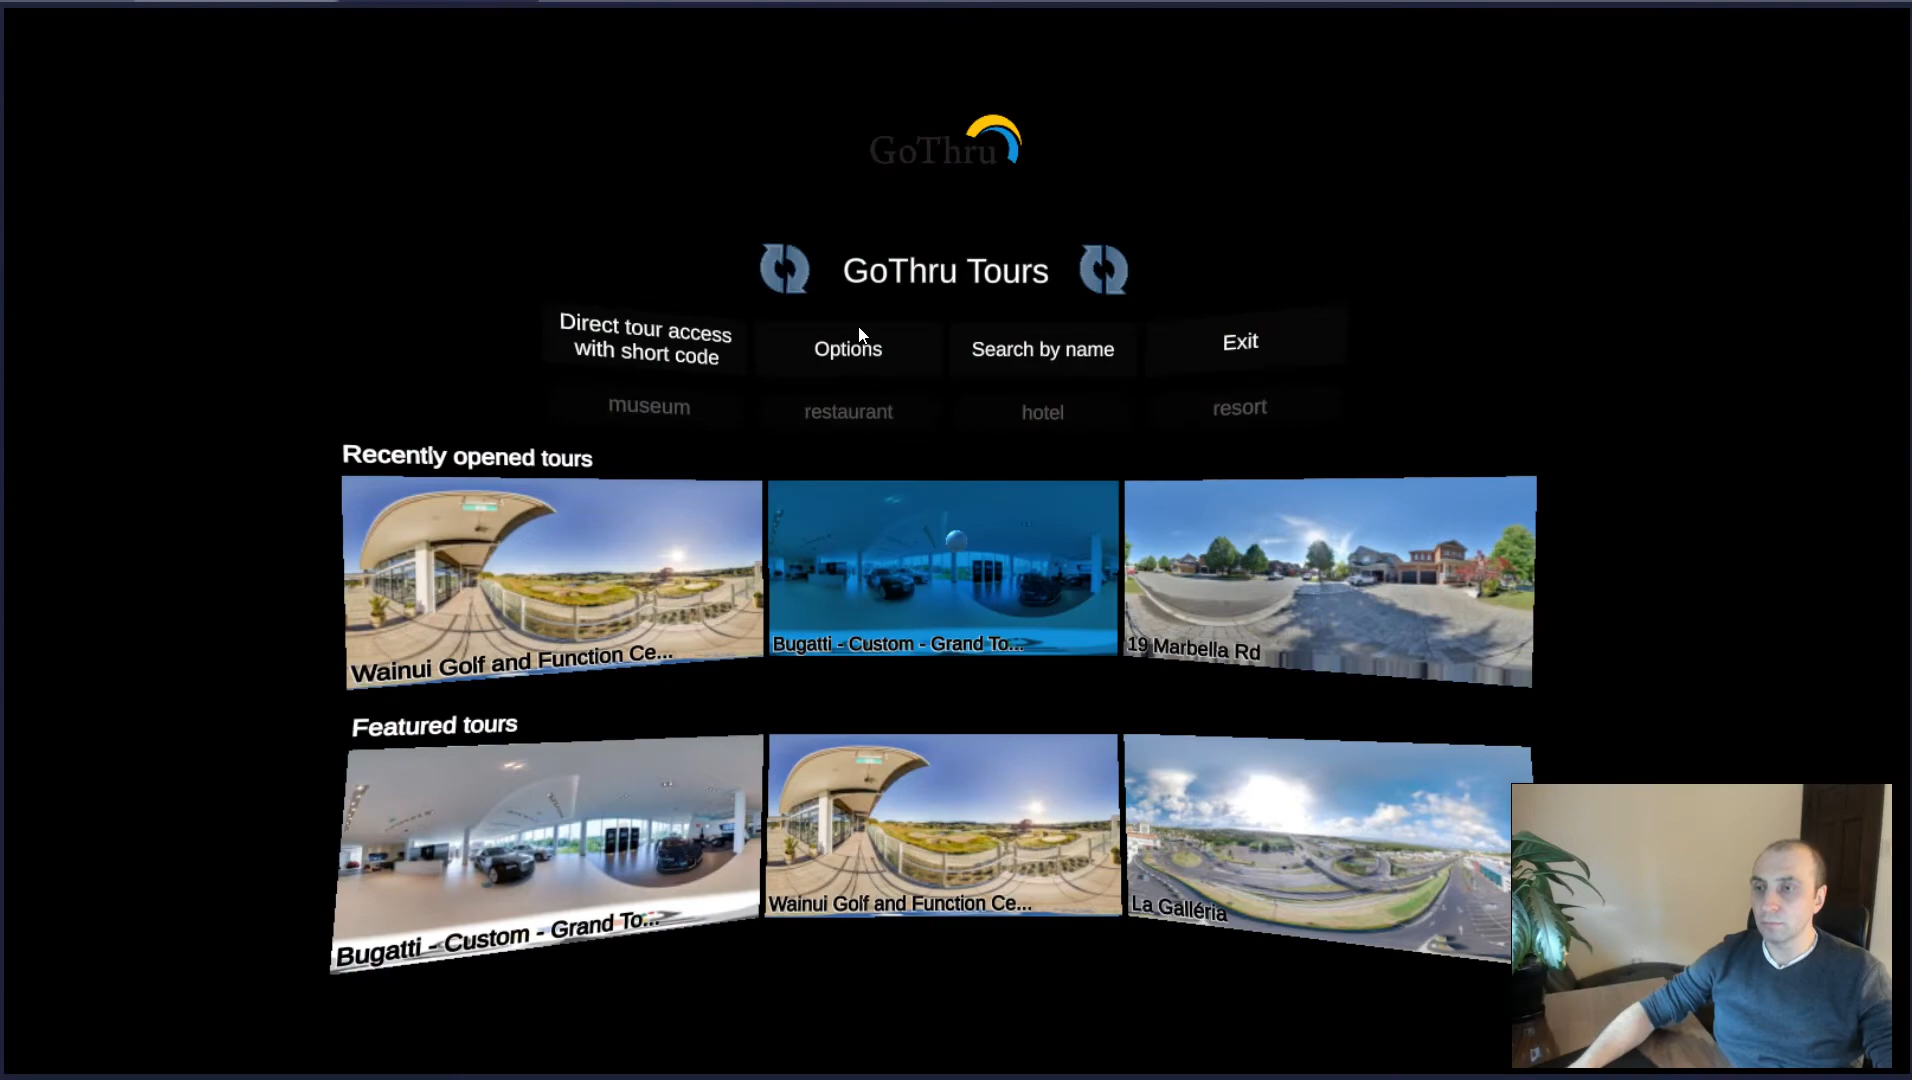 GoThru
GoThru Tours
Direct tour access
with short code
Options
Search by name
Exit
museum
restaurant
hotel
resort
Recently opened tours
Wainui Golf and Function Ce...
Bugatti - Custom - Grand To...
19 Marbella Rd
Featured tours
Bugatti - Custom - Grand To...
Wainui Golf and Function Ce...
La Galléria